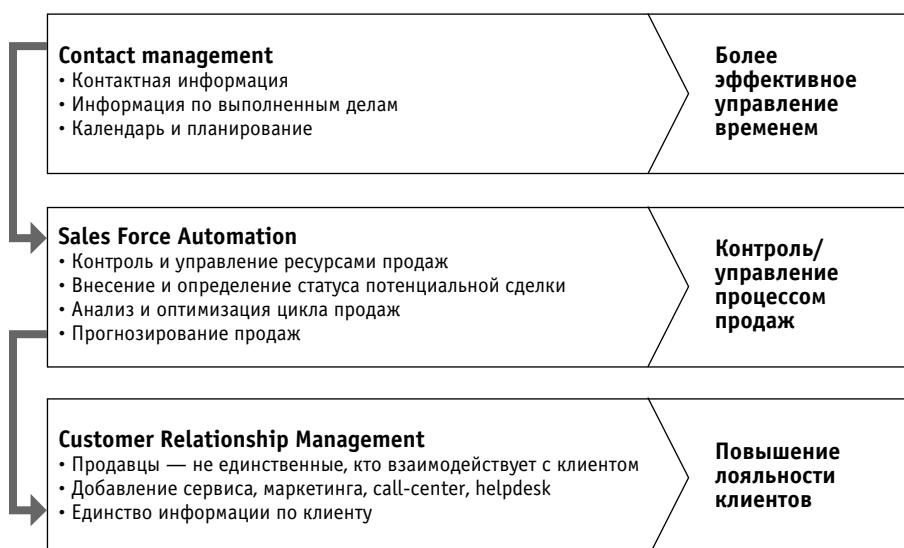 Contact management
• Контактная информация
• Информация по выполненным делам
• Календарь и планирование
Более
эффективное
управление
временем
Sales Force Automation
• Контроль и управление ресурсами продаж
• Внесение и определение статуса потенциальной сделки
• Анализ и оптимизация цикла продаж
• Прогнозирование продаж
Контроль/
управление
процессом
продаж
Customer Relationship Management
• Продавцы — не единственные, кто взаимодействует с клиентом
• Добавление сервиса, маркетинга, call-center, helpdesk
• Единство информации по клиенту
Повышение
лояльности
клиентов